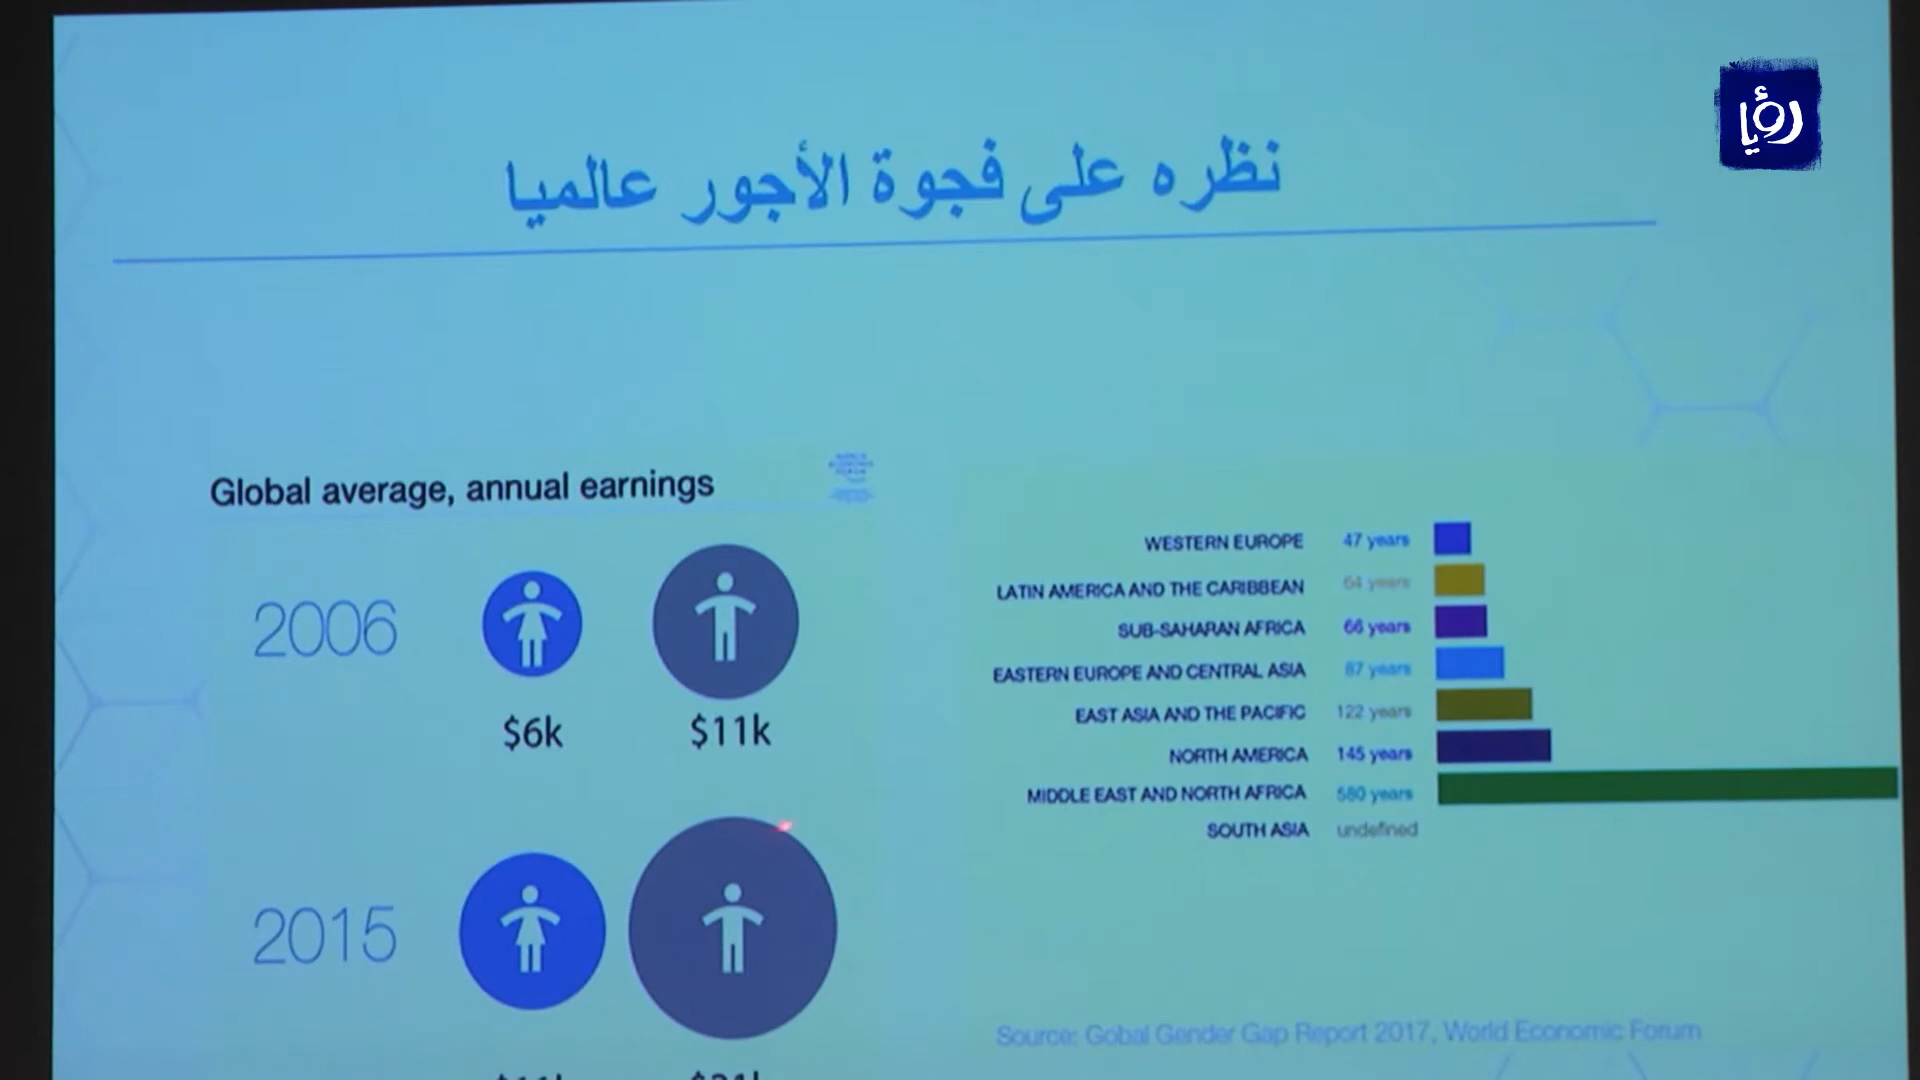 رؤيا
نظره على فجوة الأجور عالميا
Global average, annual earnings
2006
$6k $11k
2015
WESTERN EUROPE 47 years
LATIN AMERICA AND THE CARIBBEAN 64 years
SUB-SAHARAN AFRICA 66 years
EASTERN EUROPE AND CENTRAL ASIA 87 years
EAST ASIA AND THE PACIFIC 122 years
NORTH AMERICA 145 years
MIDDLE EAST AND NORTH AFRICA 580 years
SOUTH ASIA undefined
Source: Gobal Gender Gap Report 2017, World Economic Forum